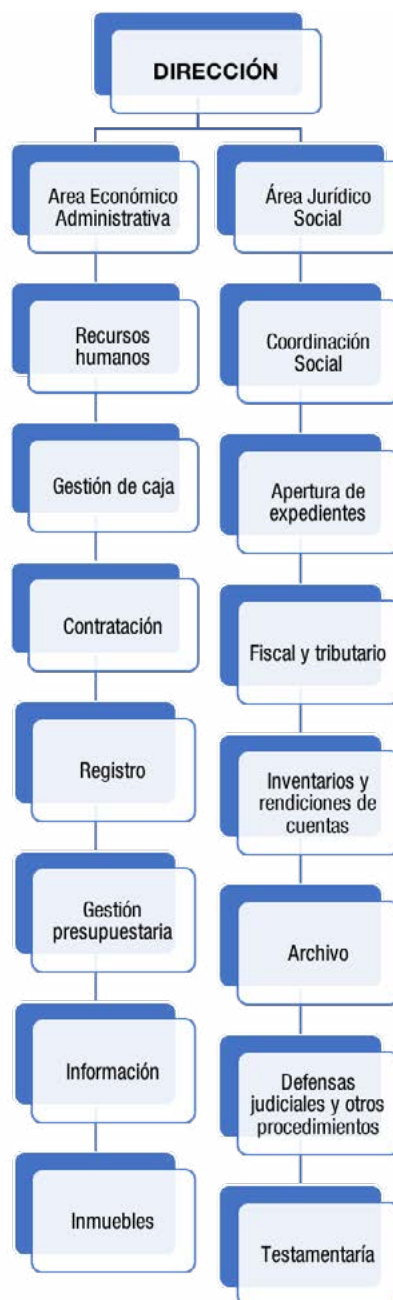 DIRECCIÓN
Area Económico
Administrativa
Recursos
humanos
Gestión de caja
Contratación
Registro
Gestión
presupuestaria
Información
Inmuebles
Área Jurídico
Social
Coordinación
Social
Apertura de
expedientes
Fiscal y tributario
Inventarios y
rendiciones de
cuentas
Archivo
Defensas
judiciales y otros
procedimientos
Testamentaría